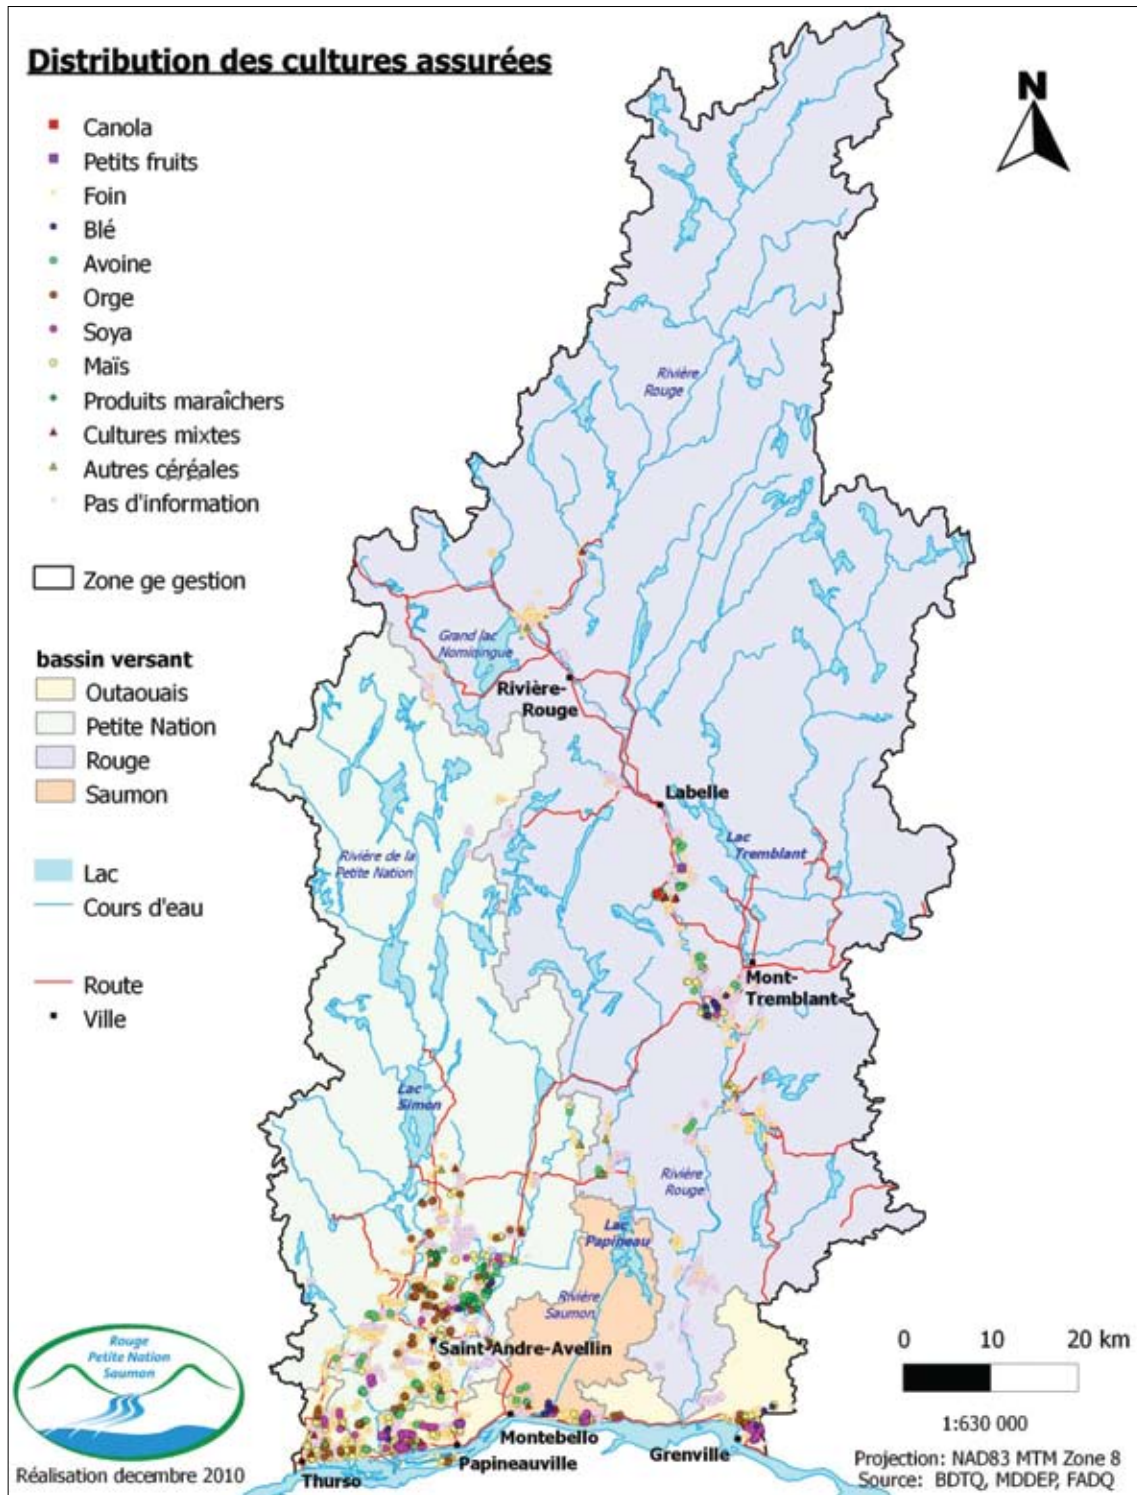 Distribution des cultures assurées
N
Canola
Petits fruits
Foin
Blé
Avoine
Orge
Soya
Maïs
Produits maraîchers
Cultures mixtes
Autres céréales
Pas d'information
Zone ge gestion
bassin versant
Outaouais
Petite Nation
Rouge
Saumon
Lac
Cours d'eau
Route
Ville
Rivière
Rouge
Grand lac
Nominingue
Rivière-
Rouge
Labelle
Lac
Tremblant
Rivière de la
Petite Nation
Mont-
Tremblant
Lac
Simon
Rivière
Rouge
Lac
Papineau
Rivière
Saumon
Saint-Andre-Avellin
Montebello
Grenville
Papineauville
Thurso
Rouge
Petite Nation
Saumon
Réalisation decembre 2010
0 10 20 km
1:630 000
Projection: NAD83 MTM Zone 8
Source: BDTQ, MDDEP, FADQ